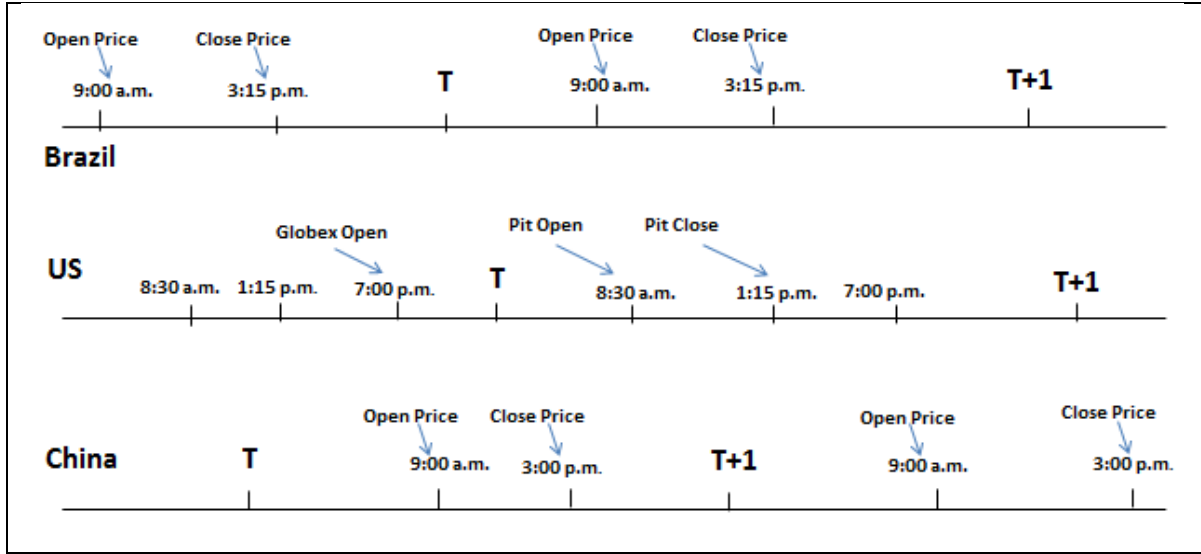 Open Price Close Price Open Price Close Price
9:00 a.m. 3:15 p.m. T 9:00 a.m. 3:15 p.m. T+1
Brazil
Globex Open Pit Open Pit Close
US
8:30 a.m. 1:15 p.m. 7:00 p.m. T 8:30 a.m. 1:15 p.m. 7:00 p.m. T+1
Open Price Close Price Open Price Close Price
China T 9:00 a.m. 3:00 p.m. T+1 9:00 a.m. 3:00 p.m.